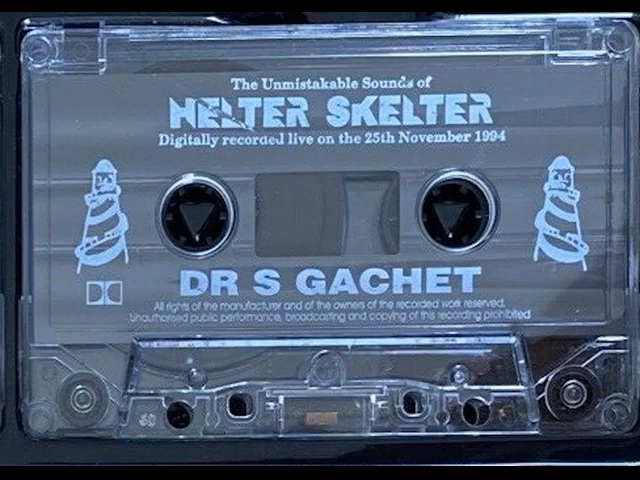 The Unmistakable Sounds of
HELTER SKELTER
Digitally recorded live on the 25th November 1994
DR S GACHET
All rights of the manufacturer and of the owners of the recorded work reserved.
Unauthorised public performance, broadcasting and copying of this recording prohibited